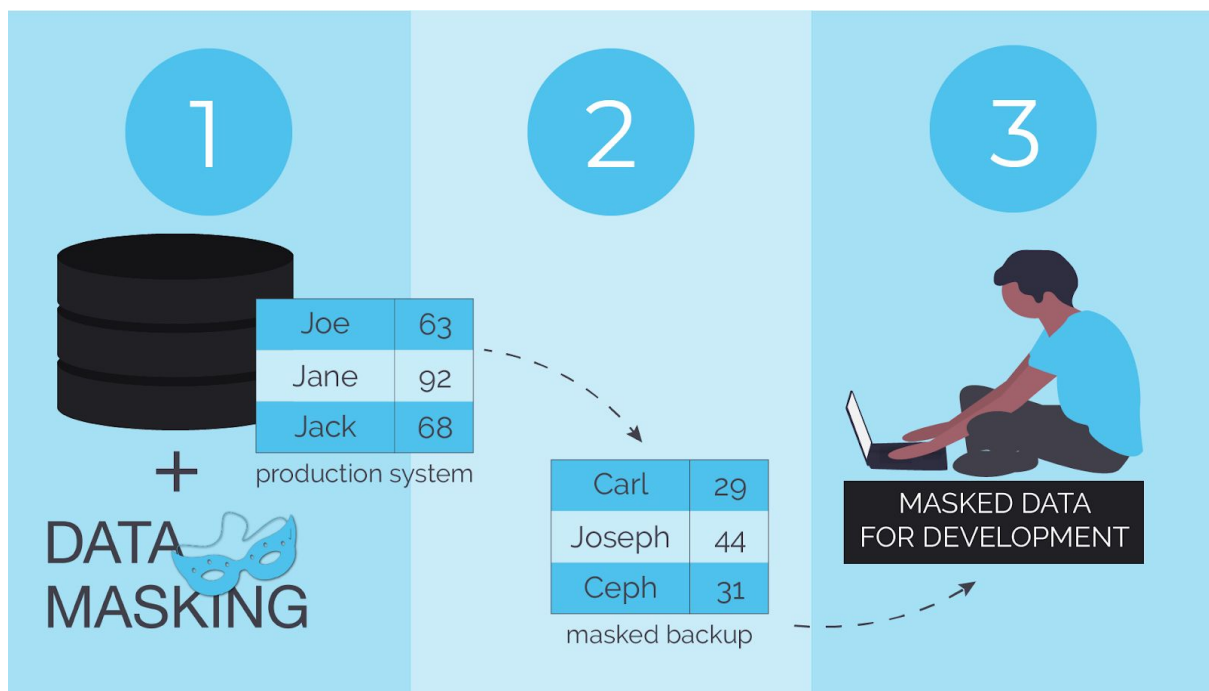 1
2
3
Joe 63
Jane 92
Jack 68
production system
+
DATA
MASKING
Carl 29
Joseph 44
Ceph 31
masked backup
MASKED DATA
FOR DEVELOPMENT